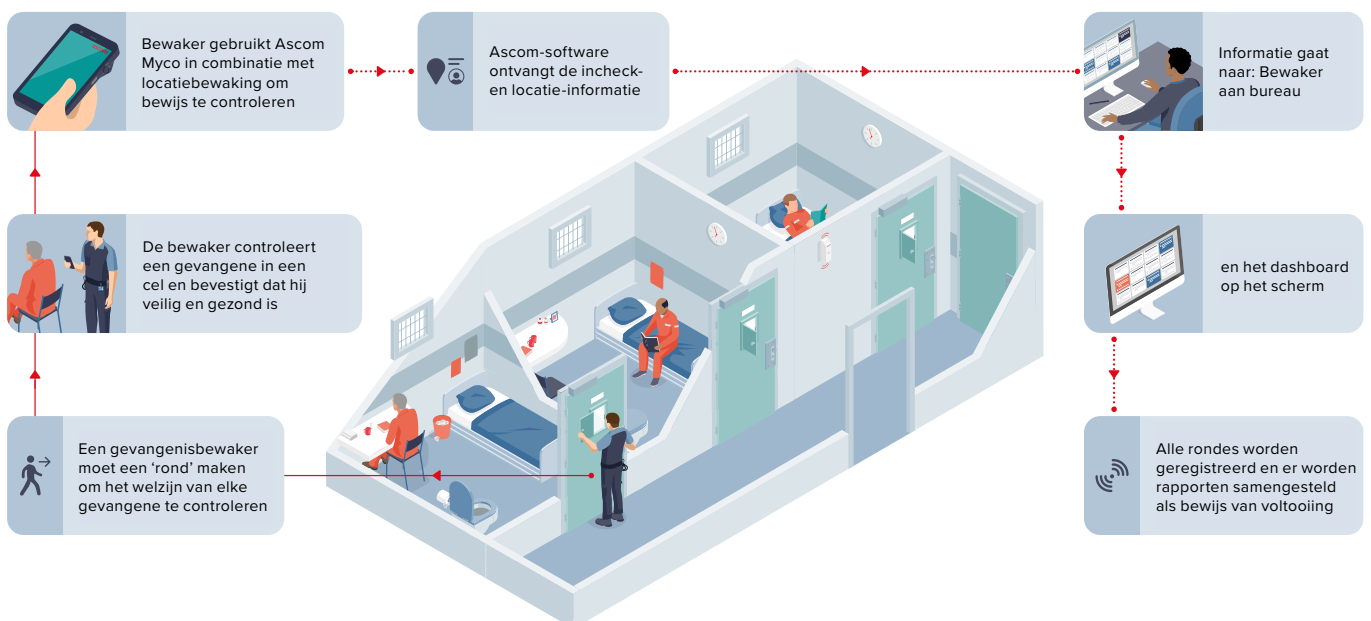 Bewaker gebruikt Ascom
Myco in combinatie met
locatiebewaking om
bewijs te controleren
Ascom-software
ontvangt de incheck-
en locatie-informatie
Informatie gaat
naar: Bewaker
aan bureau
De bewaker controleert
een gevangene in een
cel en bevestigt dat hij
veilig en gezond is
en het dashboard
op het scherm
Een gevangenisbewaker
moet een ‘rond’ maken
om het welzijn van elke
gevangene te controleren
Alle rondes worden
geregistreerd en er worden
rapporten samengesteld
als bewijs van voltooiing